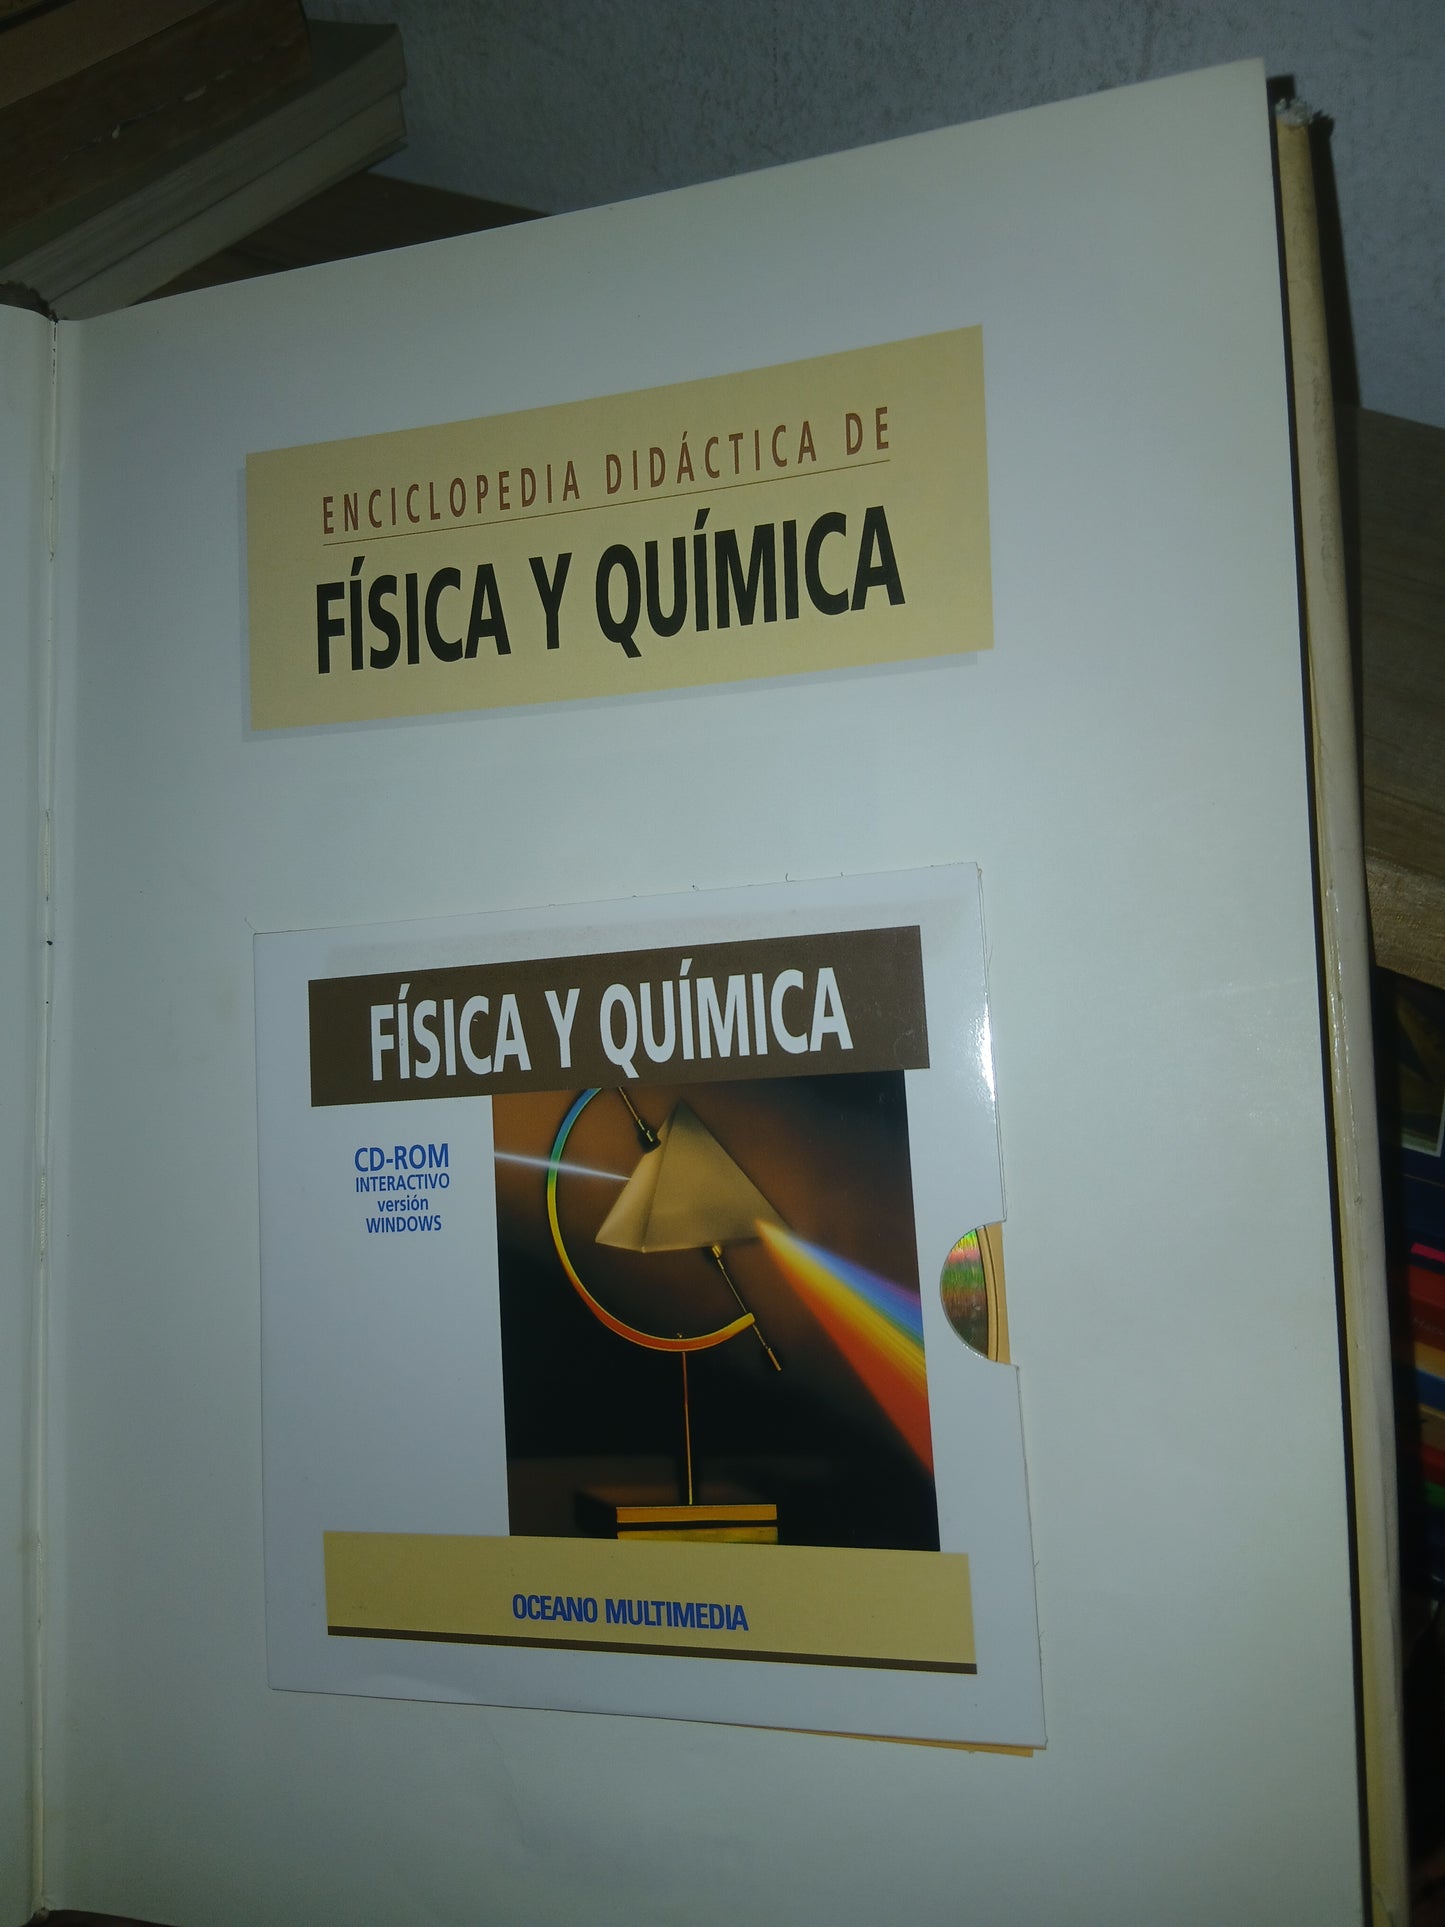 ENCICLOPEDIA DIDÁCTICA DE
FÍSICA Y QUÍMICA
FÍSICA Y QUÍMICA
CD-ROM
INTERACTIVO
versión
WINDOWS
OCEANO MULTIMEDIA